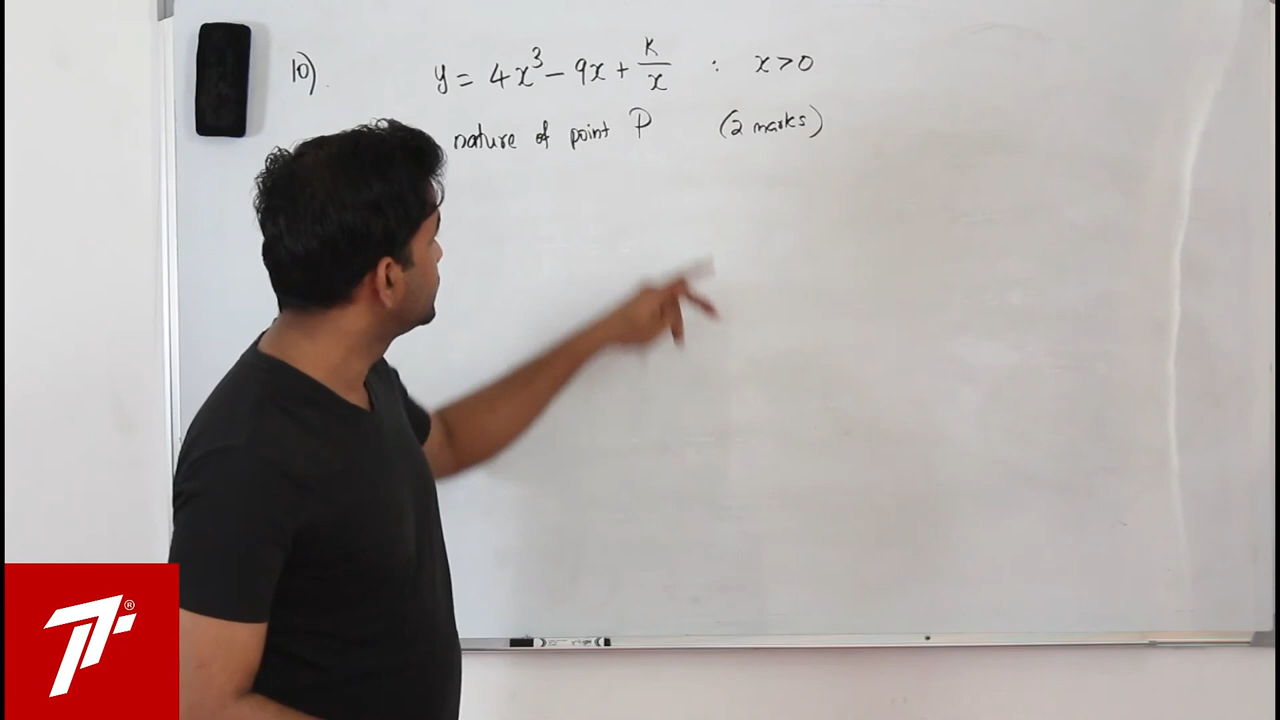 10) y = 4x³ - 9x + k/x : x > 0
nature of point P (2 marks)